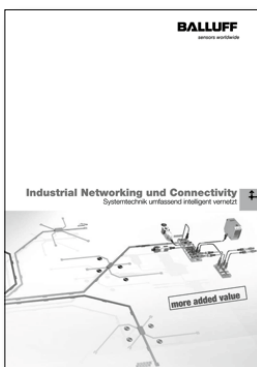 BALLUFF
sensors worldwide
Industrial Networking und Connectivity
Systemtechnik umfassend intelligent vernetzt
more added value